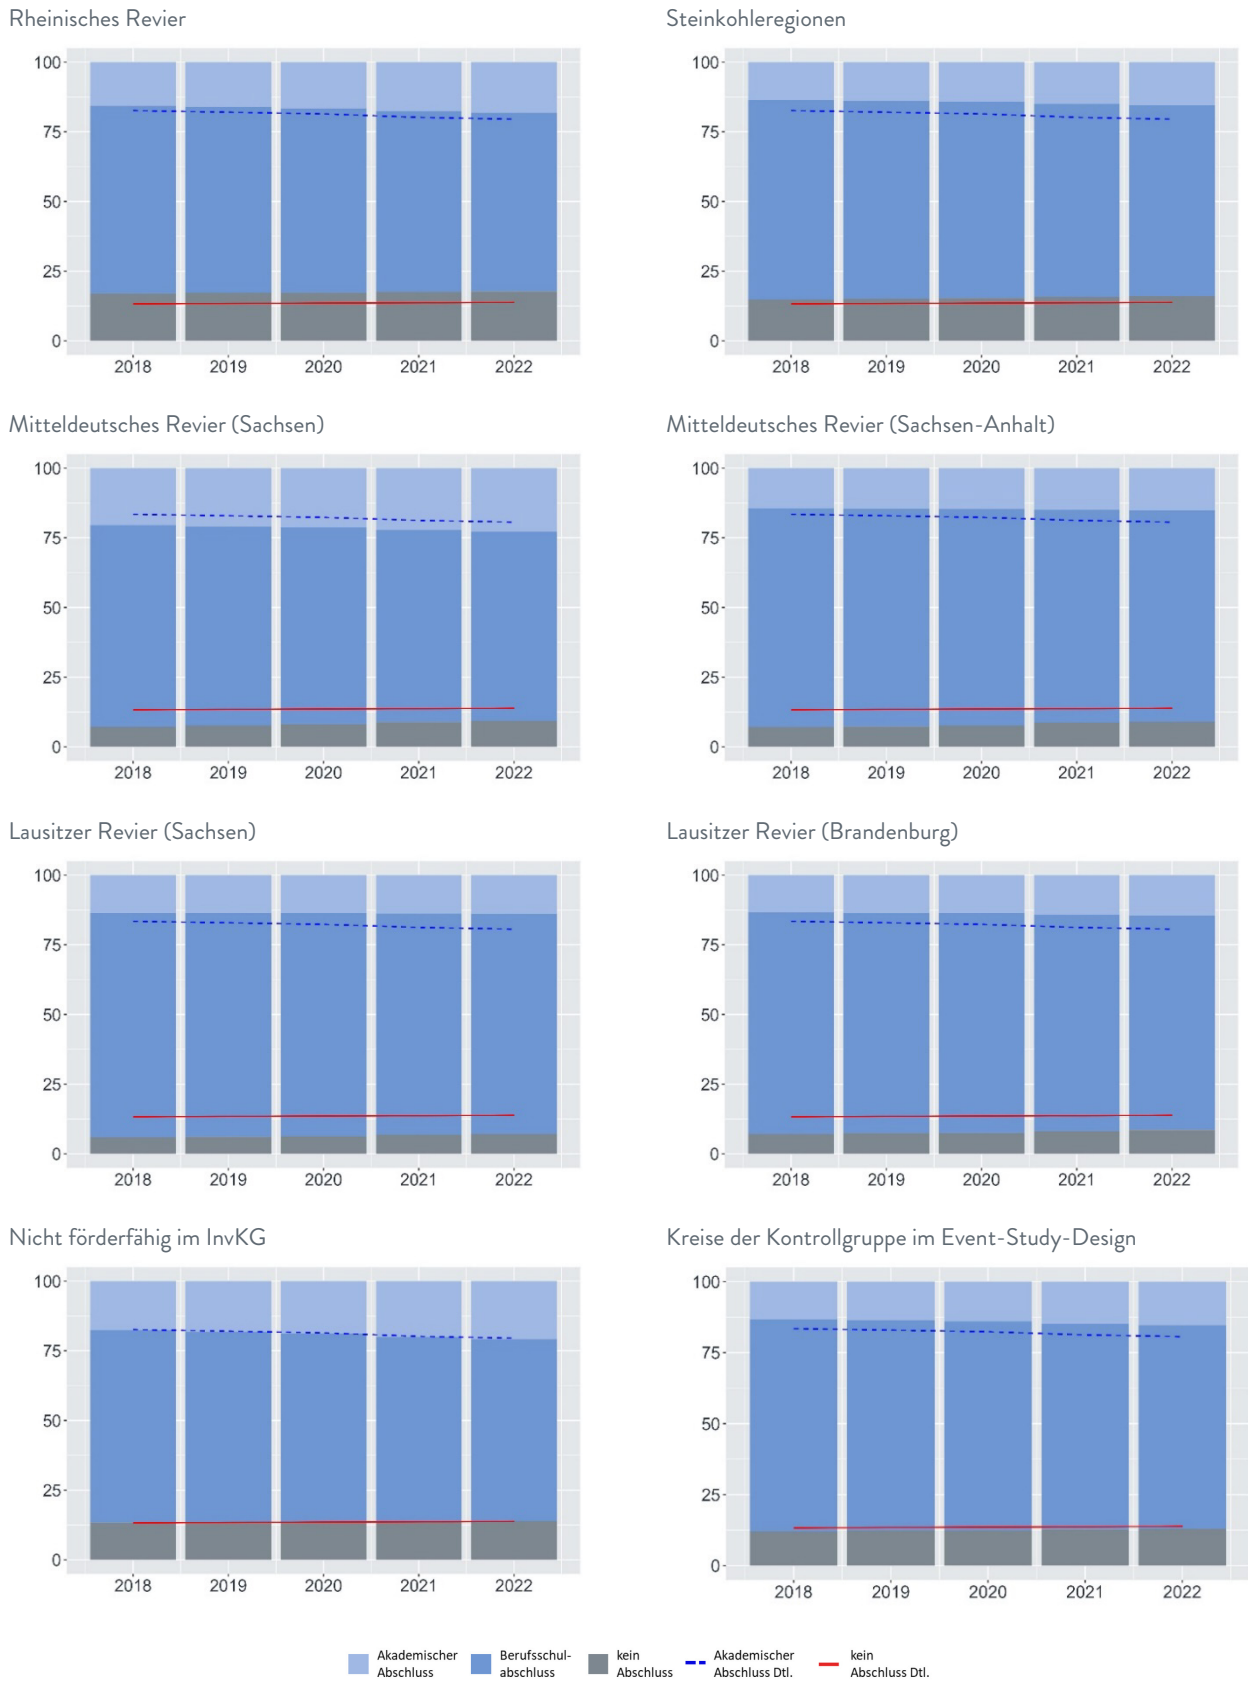 Rheinisches Revier
100
75
50
25
0
2018 2019 2020 2021 2022
Steinkohleregionen
100
75
50
25
0
2018 2019 2020 2021 2022
Mitteldeutsches Revier (Sachsen)
100
75
50
25
0
2018 2019 2020 2021 2022
Mitteldeutsches Revier (Sachsen-Anhalt)
100
75
50
25
0
2018 2019 2020 2021 2022
Lausitzer Revier (Sachsen)
100
75
50
25
0
2018 2019 2020 2021 2022
Lausitzer Revier (Brandenburg)
100
75
50
25
0
2018 2019 2020 2021 2022
Nicht förderfähig im InvKG
100
75
50
25
0
2018 2019 2020 2021 2022
Kreise der Kontrollgruppe im Event-Study-Design
100
75
50
25
0
2018 2019 2020 2021 2022
Akademischer
Abschluss
Berufsschul-
abschluss
kein
Abschluss
Akademischer
Abschluss Dtl.
kein
Abschluss Dtl.